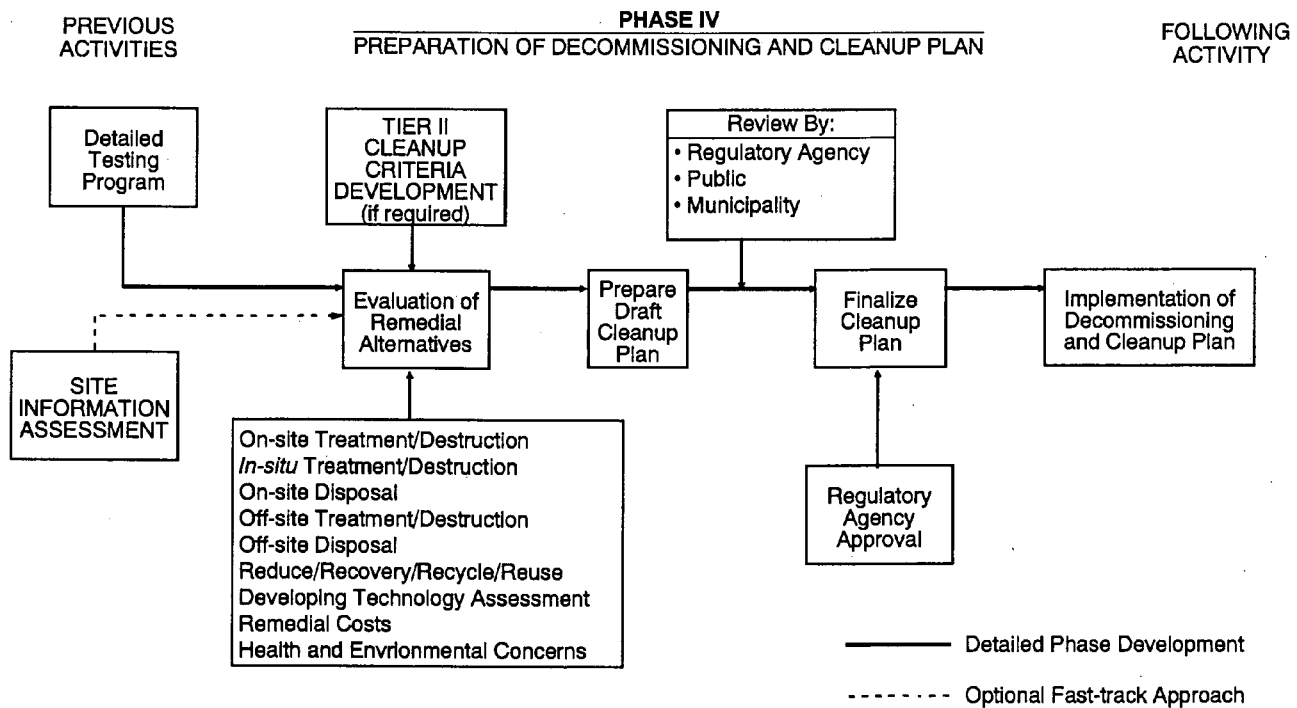 PREVIOUS
ACTIVITIES
PHASE IV
PREPARATION OF DECOMMISSIONING AND CLEANUP PLAN
FOLLOWING
ACTIVITY
Detailed
Testing
Program
TIER II
CLEANUP
CRITERIA
DEVELOPMENT
(if required)
Review By:
• Regulatory Agency
• Public
• Municipality
Evaluation of
Remedial
Alternatives
Prepare
Draft
Cleanup
Plan
Finalize
Cleanup
Plan
Implementation of
Decommissioning
and Cleanup Plan
SITE
INFORMATION
ASSESSMENT
On-site Treatment/Destruction
In-situ Treatment/Destruction
On-site Disposal
Off-site Treatment/Destruction
Off-site Disposal
Reduce/Recovery/Recycle/Reuse
Developing Technology Assessment
Remedial Costs
Health and Envrionmental Concerns
Regulatory
Agency
Approval
Detailed Phase Development
Optional Fast-track Approach